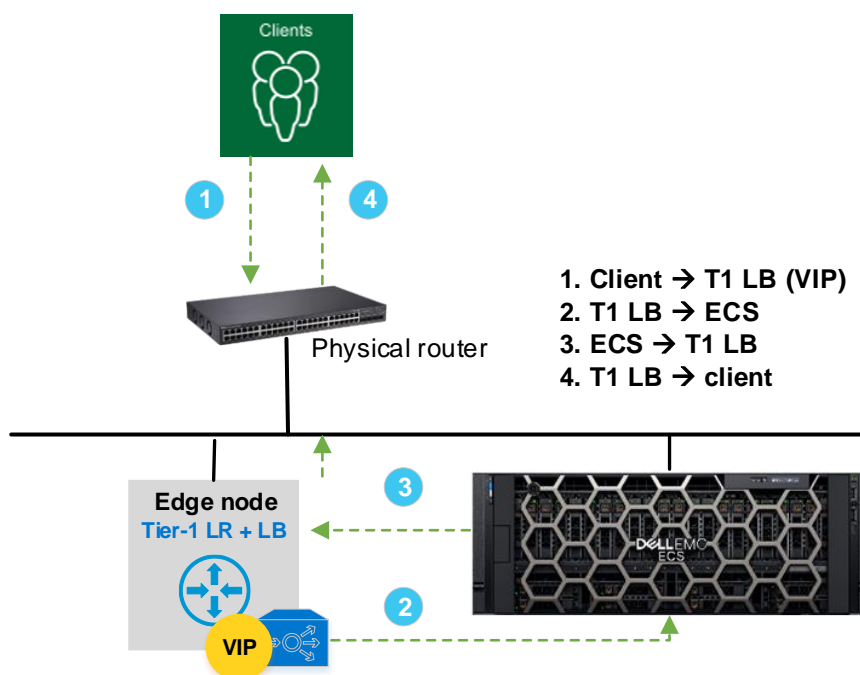 Clients
1
4
1. Client → T1 LB (VIP)
2. T1 LB → ECS
3. ECS → T1 LB
4. T1 LB → client
Physical router
Edge node
Tier-1 LR + LB
3
DELLEMC
ECS
2
VIP